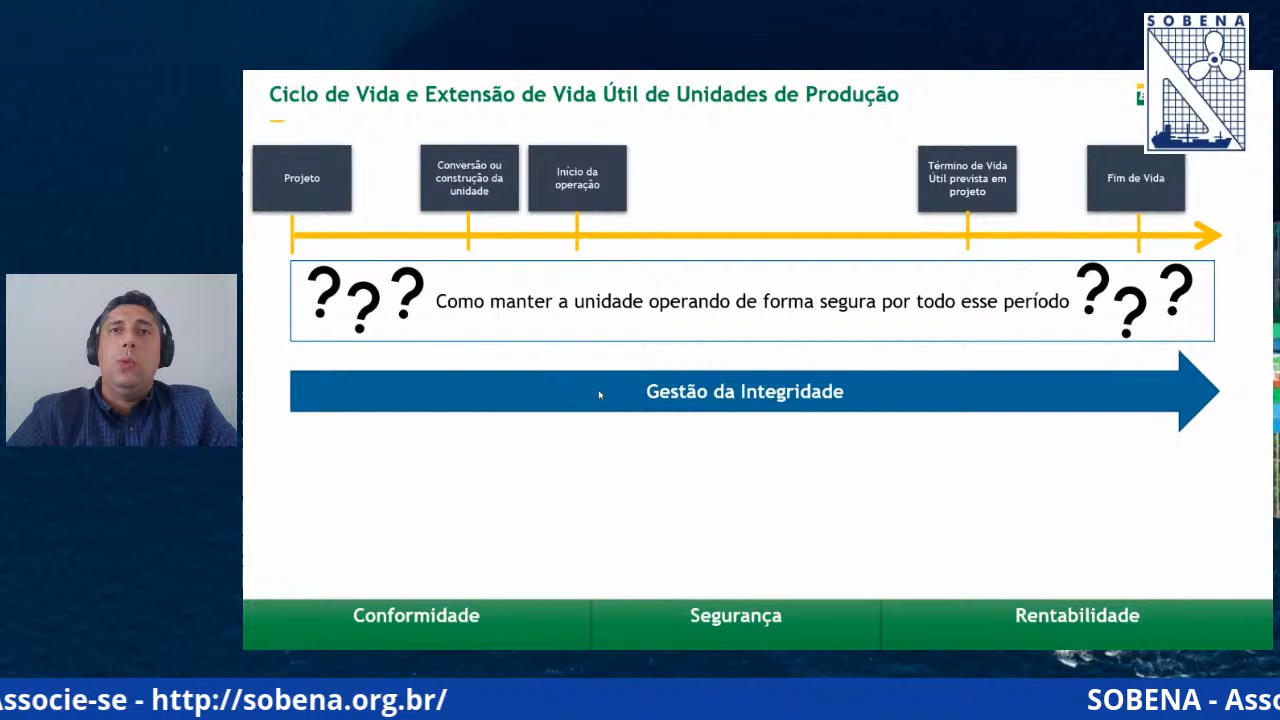 SOBENA
Ciclo de Vida e Extensão de Vida Útil de Unidades de Produção
Projeto
Conversão ou
construção da
unidade
Início da
operação
Término de Vida
Útil prevista em
projeto
Fim de Vida
??? Como manter a unidade operando de forma segura por todo esse período ???
Gestão da Integridade
Conformidade
Segurança
Rentabilidade
Associe-se - http://sobena.org.br/
SOBENA - Asso